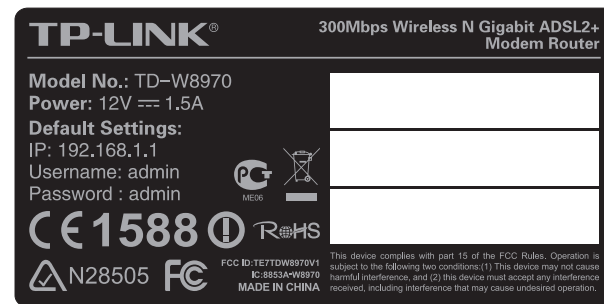 TP-LINK®
300Mbps Wireless N Gigabit ADSL2+
Modem Router
Model No.: TD-W8970
Power: 12V ⎓ 1.5A
Default Settings:
IP: 192.168.1.1
Username: admin
Password : admin
PCT
ME06
CE1588
RoHS
N28505 FC
FCC ID:TE7TDW8970V1
IC:8853A-W8970
MADE IN CHINA
This device complies with part 15 of the FCC Rules. Operation is
subject to the following two conditions:(1) This device may not cause
harmful interference, and (2) this device must accept any interference
received, including interference that may cause undesired operation.